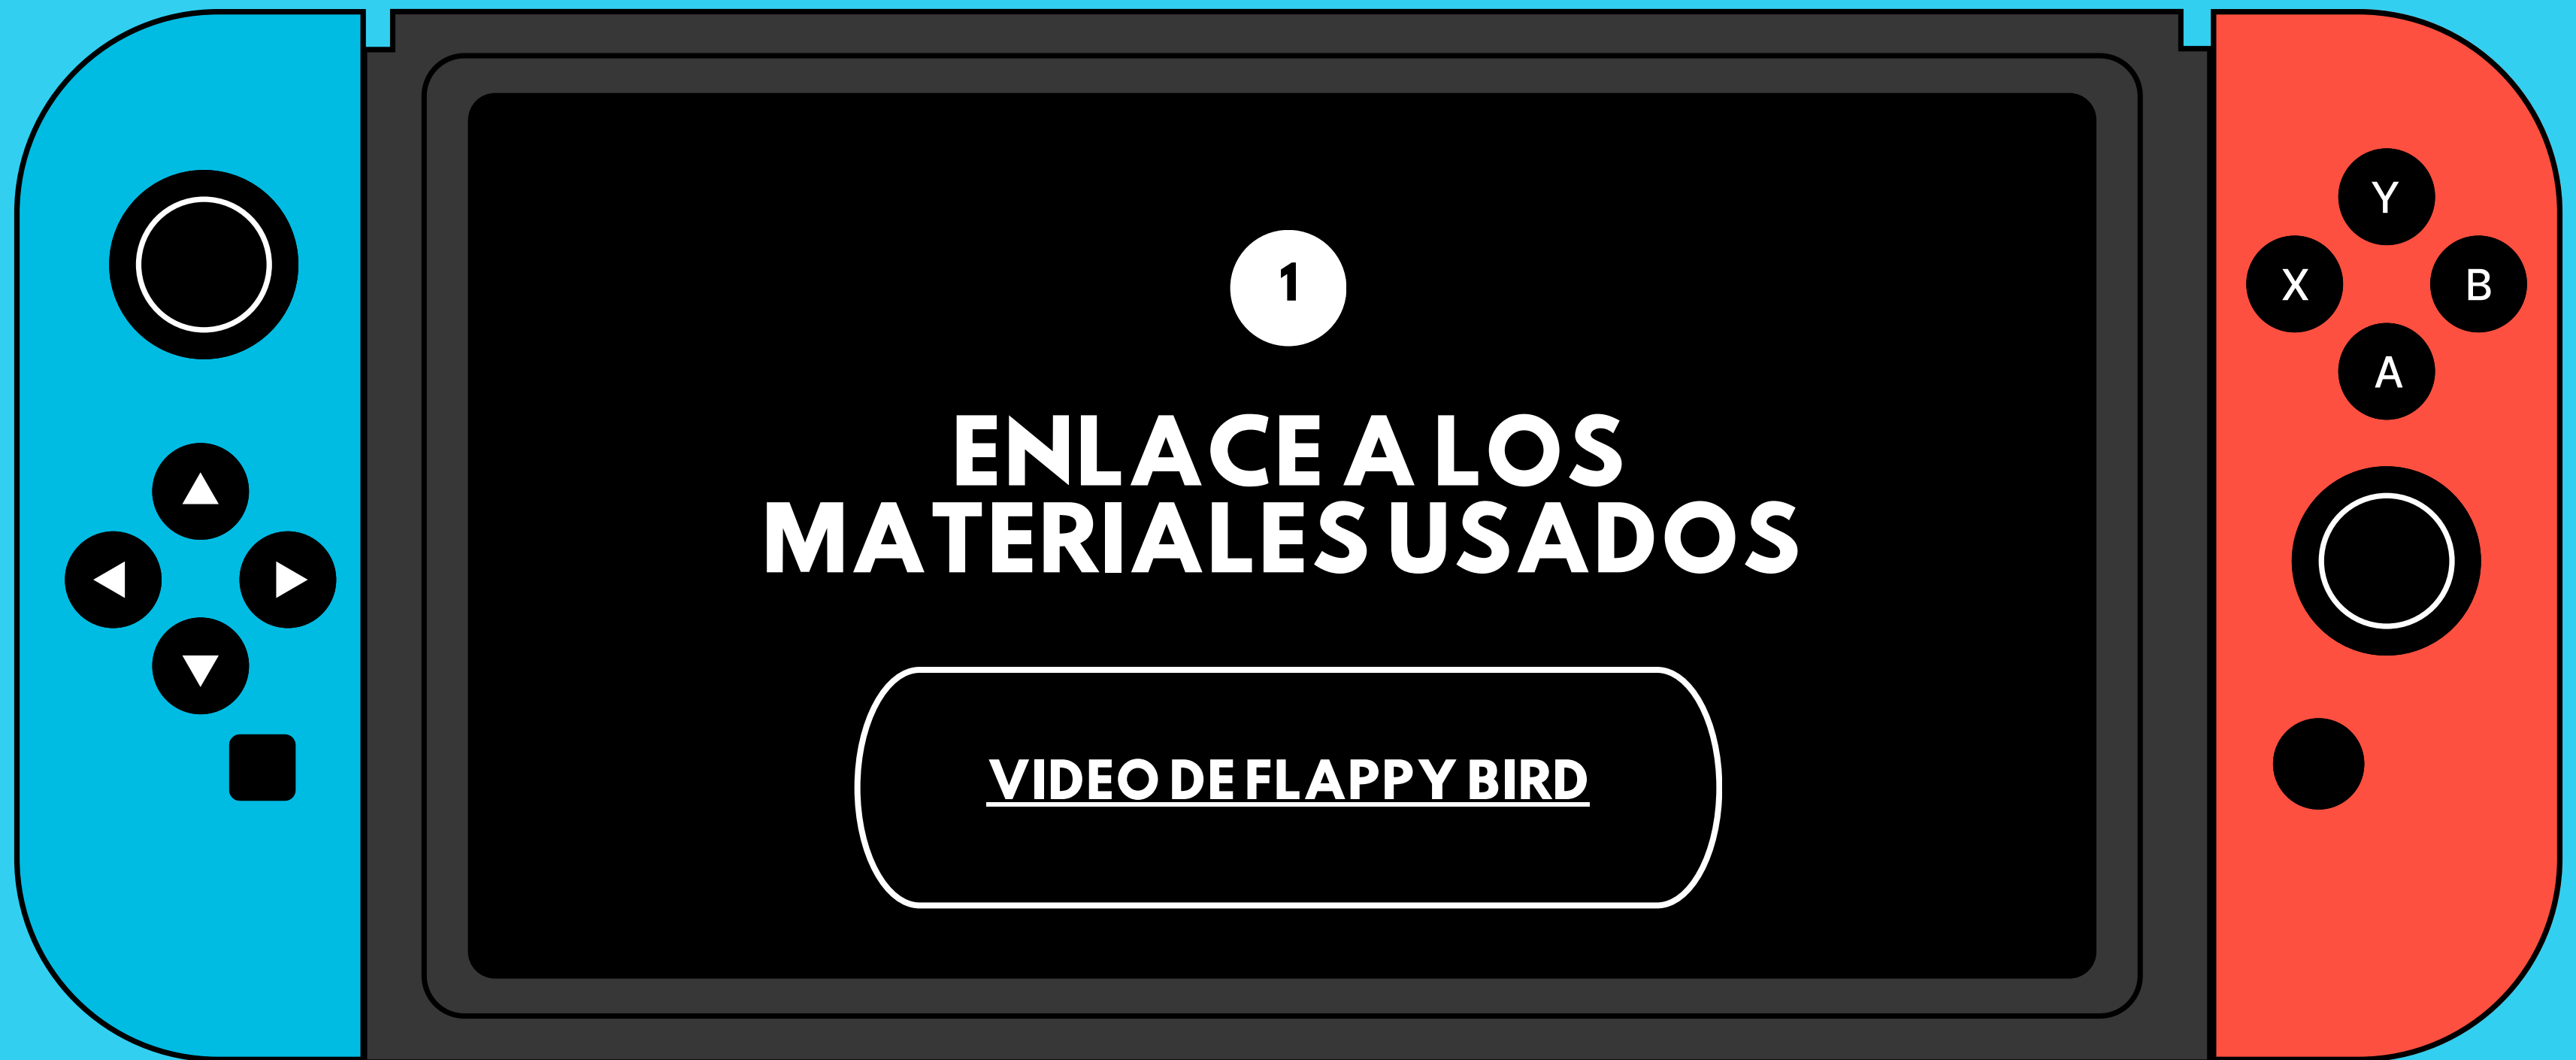 1
ENLACE A LOS
MATERIALES USADOS
VIDEO DE FLAPPY BIRD
Y
X
B
A